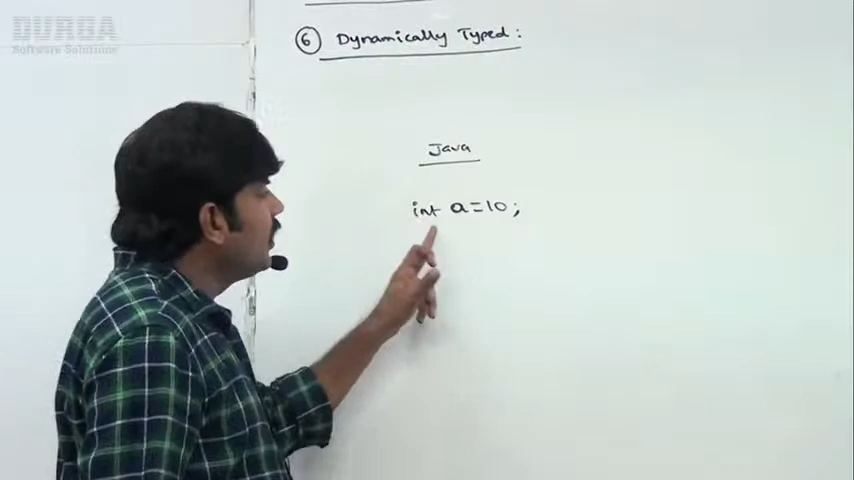 DURGA
Software Solutions
6 Dynamically Typed :
Java
int a=10;